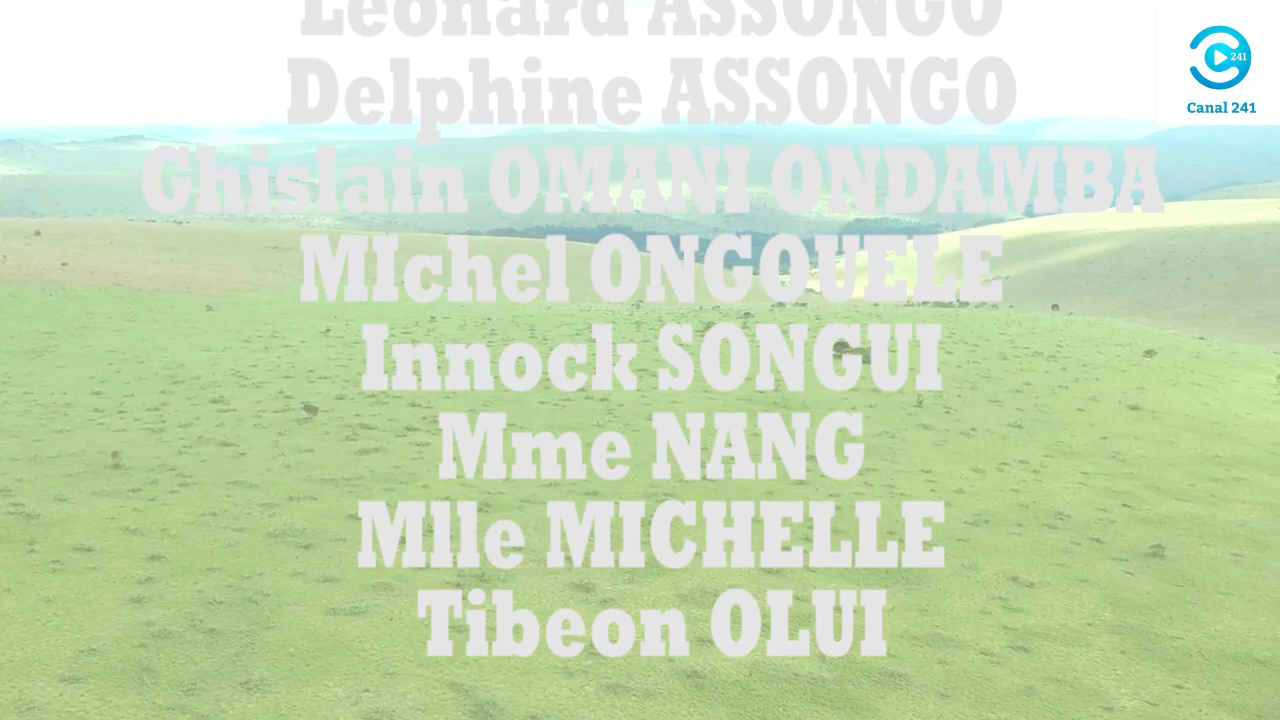 Leonard ASSONGO
Delphine ASSONGO
Ghislain OMANI ONDAMBA
MIchel ONGOUELE
Innock SONGUI
Mme NANG
Mlle MICHELLE
Tibeon OLUI
241
Canal 241